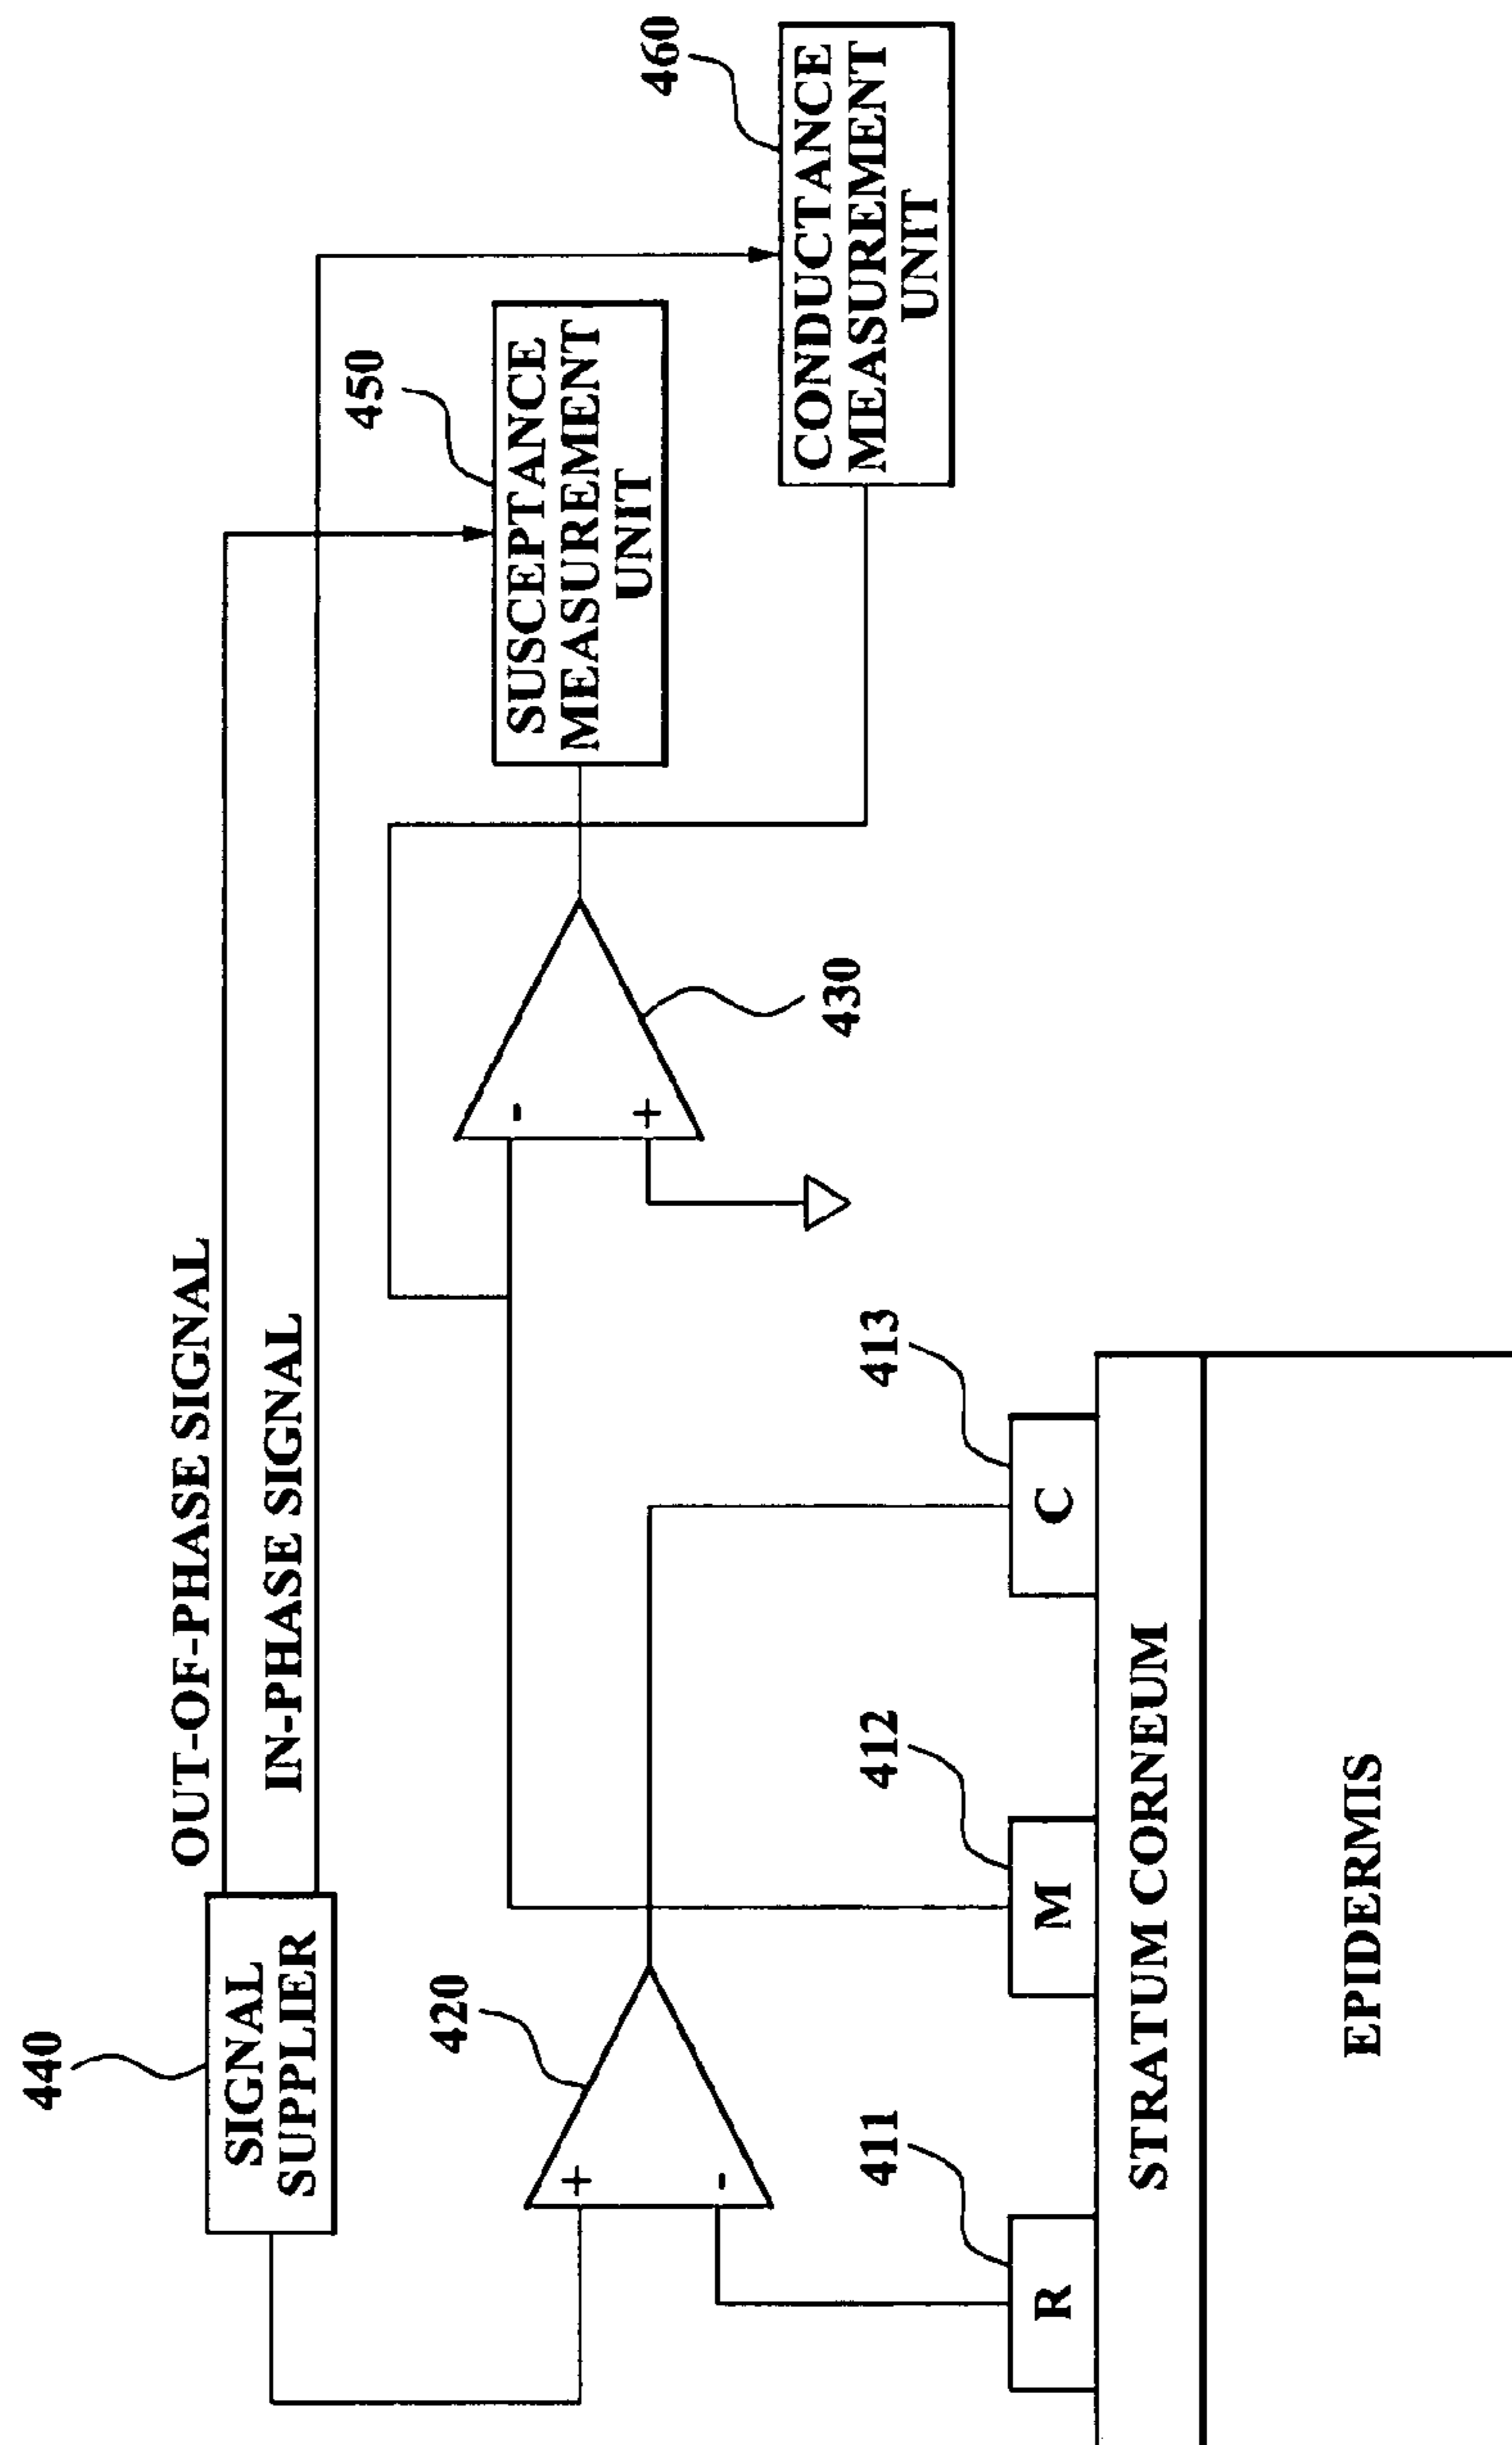 440
SIGNAL
SUPPLIER
OUT-OF-PHASE SIGNAL
IN-PHASE SIGNAL
450
SUSCEPTANCE
MEASUREMENT
UNIT
460
CONDUCTANCE
MEASUREMENT
UNIT
420
+
-
430
-
+
411
R
412
M
413
C
STRATUM CORNEUM
EPIDERMIS